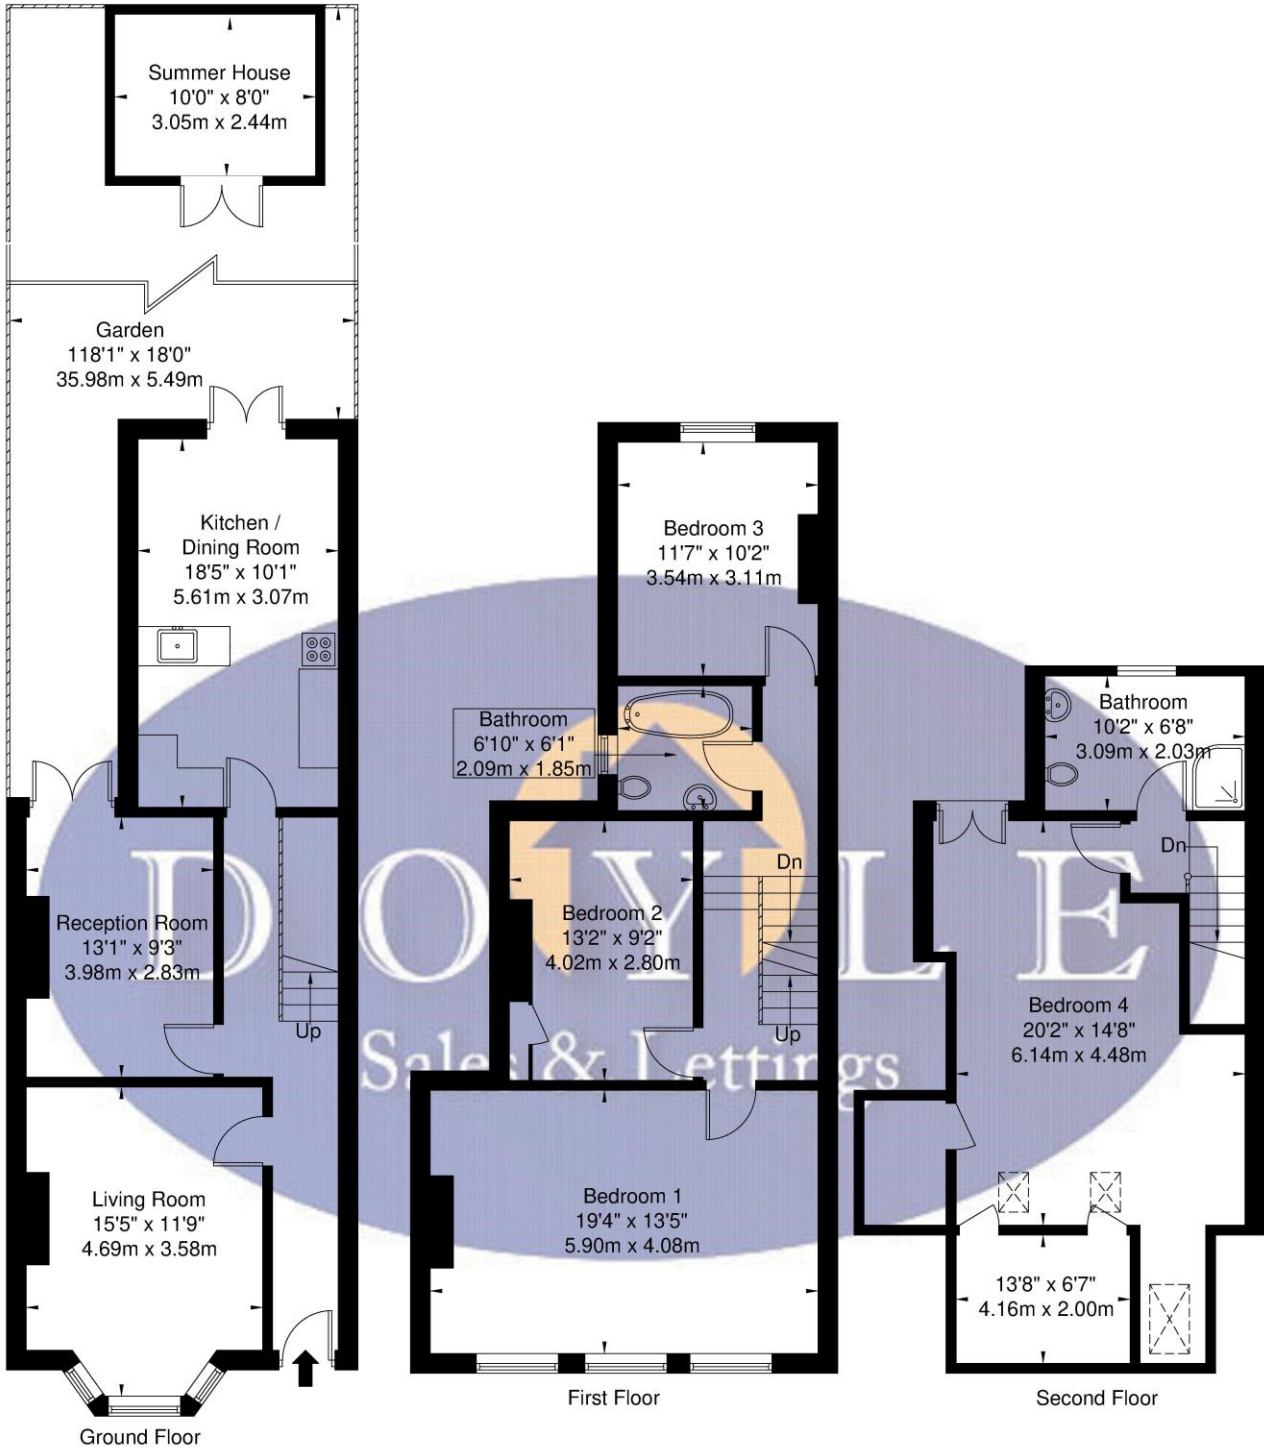 Summer House
10'0" x 8'0"
3.05m x 2.44m
Garden
118'1" x 18'0"
35.98m x 5.49m
Kitchen /
Dining Room
18'5" x 10'1"
5.61m x 3.07m
Reception Room
13'1" x 9'3"
3.98m x 2.83m
Up
Living Room
15'5" x 11'9"
4.69m x 3.58m
Ground Floor
Bedroom 3
11'7" x 10'2"
3.54m x 3.11m
Bathroom
6'10" x 6'1"
2.09m x 1.85m
Dn
Bedroom 2
13'2" x 9'2"
4.02m x 2.80m
Up
Bedroom 1
19'4" x 13'5"
5.90m x 4.08m
First Floor
Bathroom
10'2" x 6'8"
3.09m x 2.03m
Dn
Bedroom 4
20'2" x 14'8"
6.14m x 4.48m
13'8" x 6'7"
4.16m x 2.00m
Second Floor
DOYLE
Sales & Lettings